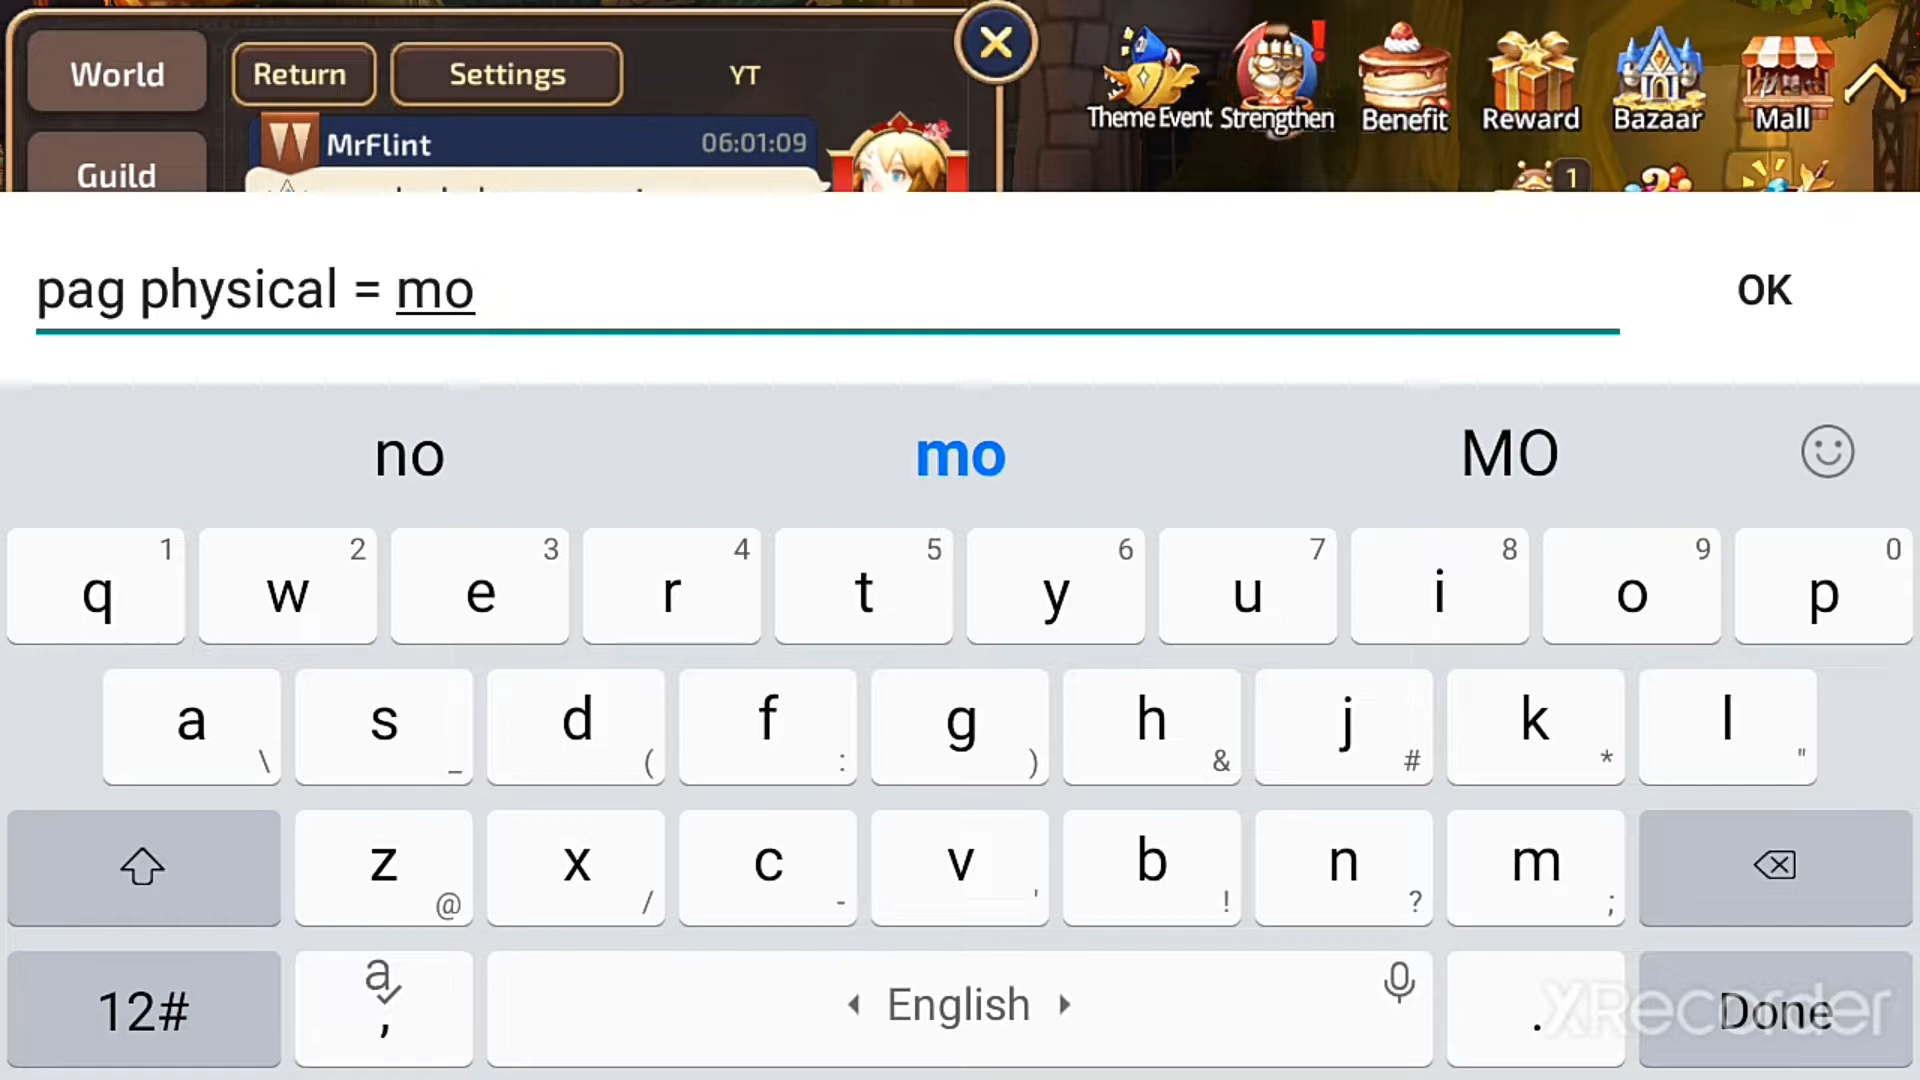 World
Return
Settings
YT
Theme Event
Strengthen
Benefit
Reward
Bazaar
Mall
Guild
MrFlint
06:01:09
1
pag physical = mo
OK
no
mo
MO
1 2 3 4 5 6 7 8 9 0
q w e r t y u i o p
a s d f g h j k l
\ _ ( : ) & # * "
z x c v b n m
@ / - ' ! ? ;
12#
a
,
English
.
Done
XRecorder